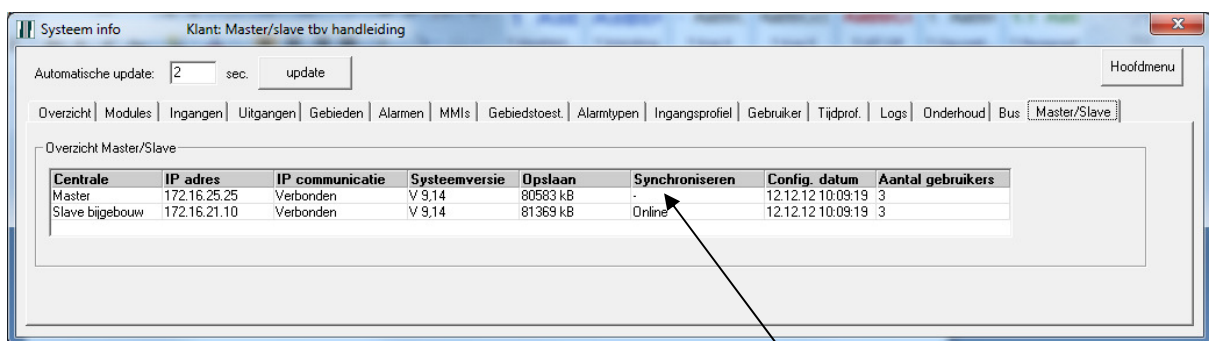 Systeem info Klant: Master/slave tbv handleiding
Automatische update: 2 sec. update Hoofdmenu
Overzicht Modules Ingangen Uitgangen Gebieden Alarmen MMIs Gebiedstoest. Alarmtypen Ingangsprofiel Gebruiker Tijdprof. Logs Onderhoud Bus Master/Slave
Overzicht Master/Slave
Centrale IP adres IP communicatie Systeemversie Opslaan Synchroniseren Config. datum Aantal gebruikers
Master 172.16.25.25 Verbonden V 9,14 80583 kB - 12.12.12 10:09:19 3
Slave bijgebouw 172.16.21.10 Verbonden V 9,14 81369 kB Online 12.12.12 10:09:19 3